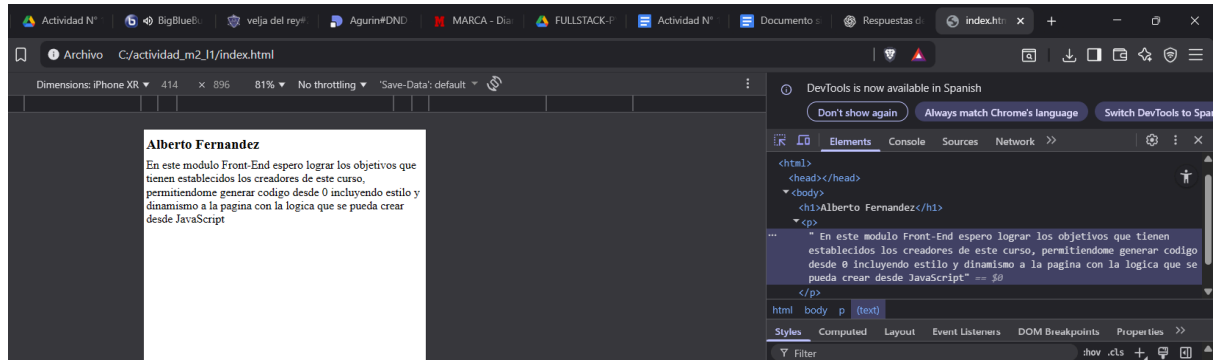 Actividad N°
BigBlueBu
velja del rey#
Agurin#DND
MARCA - Dia
FULLSTACK-P
Actividad N°
Documento s
Respuestas d
index.htm
Archivo C:/actividad_m2_l1/index.html
Dimensions: iPhone XR 414 × 896 81% No throttling 'Save-Data': default
DevTools is now available in Spanish
Don't show again Always match Chrome's language Switch DevTools to Spa
Elements Console Sources Network
Alberto Fernandez
En este modulo Front-End espero lograr los objetivos que
tienen establecidos los creadores de este curso,
permitiendome generar codigo desde 0 incluyendo estilo y
dinamismo a la pagina con la logica que se pueda crear
desde JavaScript
<html>
<head></head>
<body>
<h1>Alberto Fernandez</h1>
<p>
" En este modulo Front-End espero lograr los objetivos que tienen
establecidos los creadores de este curso, permitiendome generar codigo
desde 0 incluyendo estilo y dinamismo a la pagina con la logica que se
pueda crear desde JavaScript" == $0
</p>
html body p (text)
Styles Computed Layout Event Listeners DOM Breakpoints Properties
Filter :hov .cls